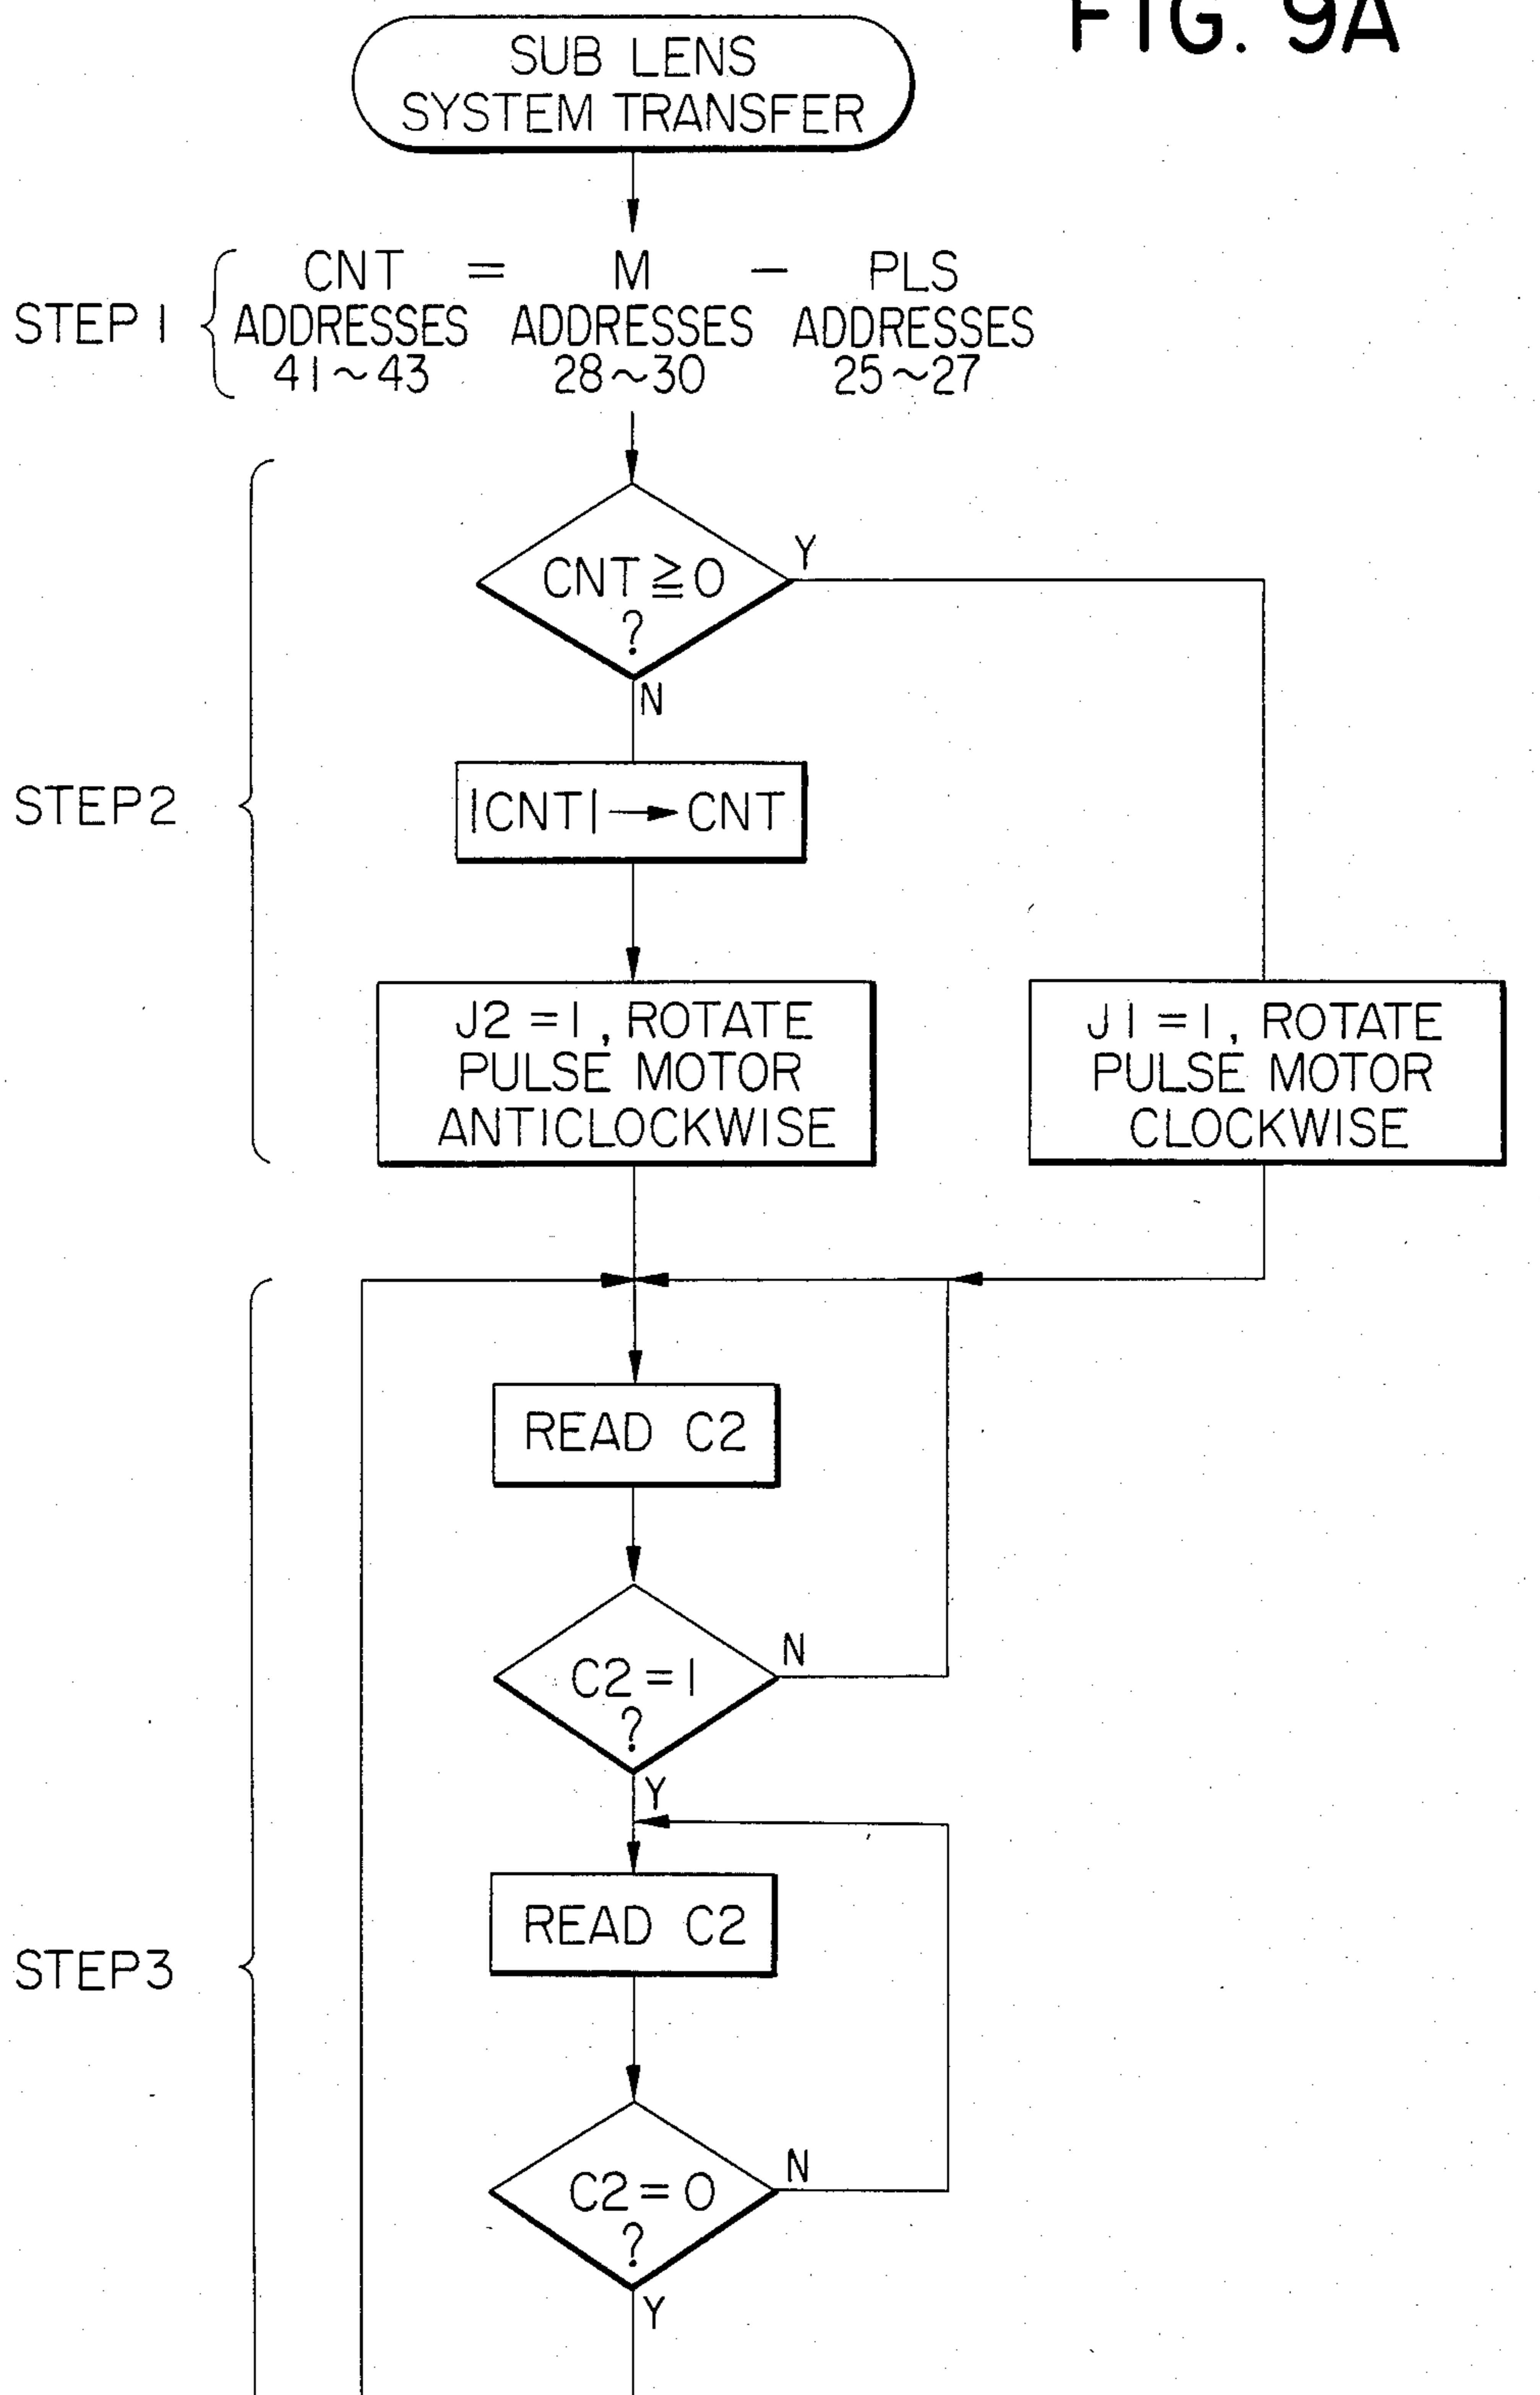 FIG. 9A
SUB LENS
SYSTEM TRANSFER
STEP 1
CNT = M - PLS
ADDRESSES ADDRESSES ADDRESSES
41~43 28~30 25~27
STEP2
CNT≧0
?
Y
N
|CNT|→CNT
J2=1, ROTATE
PULSE MOTOR
ANTICLOCKWISE
J1=1, ROTATE
PULSE MOTOR
CLOCKWISE
STEP3
READ C2
C2=1
?
N
Y
READ C2
C2=0
?
N
Y